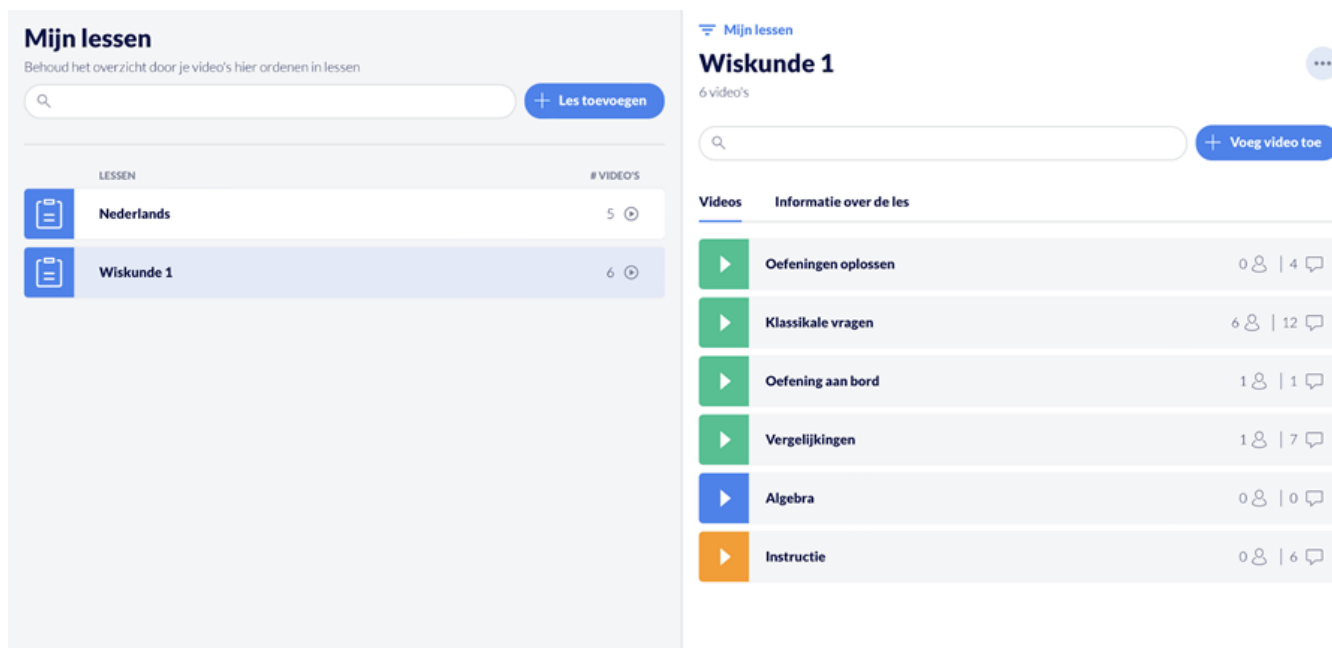 Mijn lessen
Behoud het overzicht door je video's hier ordenen in lessen
Les toevoegen
LESSEN # VIDEO'S
Nederlands 5
Wiskunde 1 6
Mijn lessen
Wiskunde 1
6 video's
Voeg video toe
Videos Informatie over de les
Oefeningen oplossen 0 | 4
Klassikale vragen 6 | 12
Oefening aan bord 1 | 1
Vergelijkingen 1 | 7
Algebra 0 | 0
Instructie 0 | 6